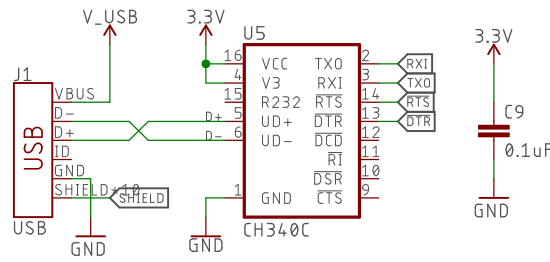 V_USB
3.3V
U5
3.3V
J1
VBUS
D-
D+
ID
GND
SHIELD*10
SHIELD
USB
USB
GND
D+
D-
16 VCC TXO 2 RXI
4 V3 RXI 3 TXO
15 R232 RTS 14 RTS
5 UD+ DTR 13 DTR
6 UD- DCD 12
RI 11
DSR 10
1 GND CTS 9
GND
CH340C
C9
0.1uF
GND